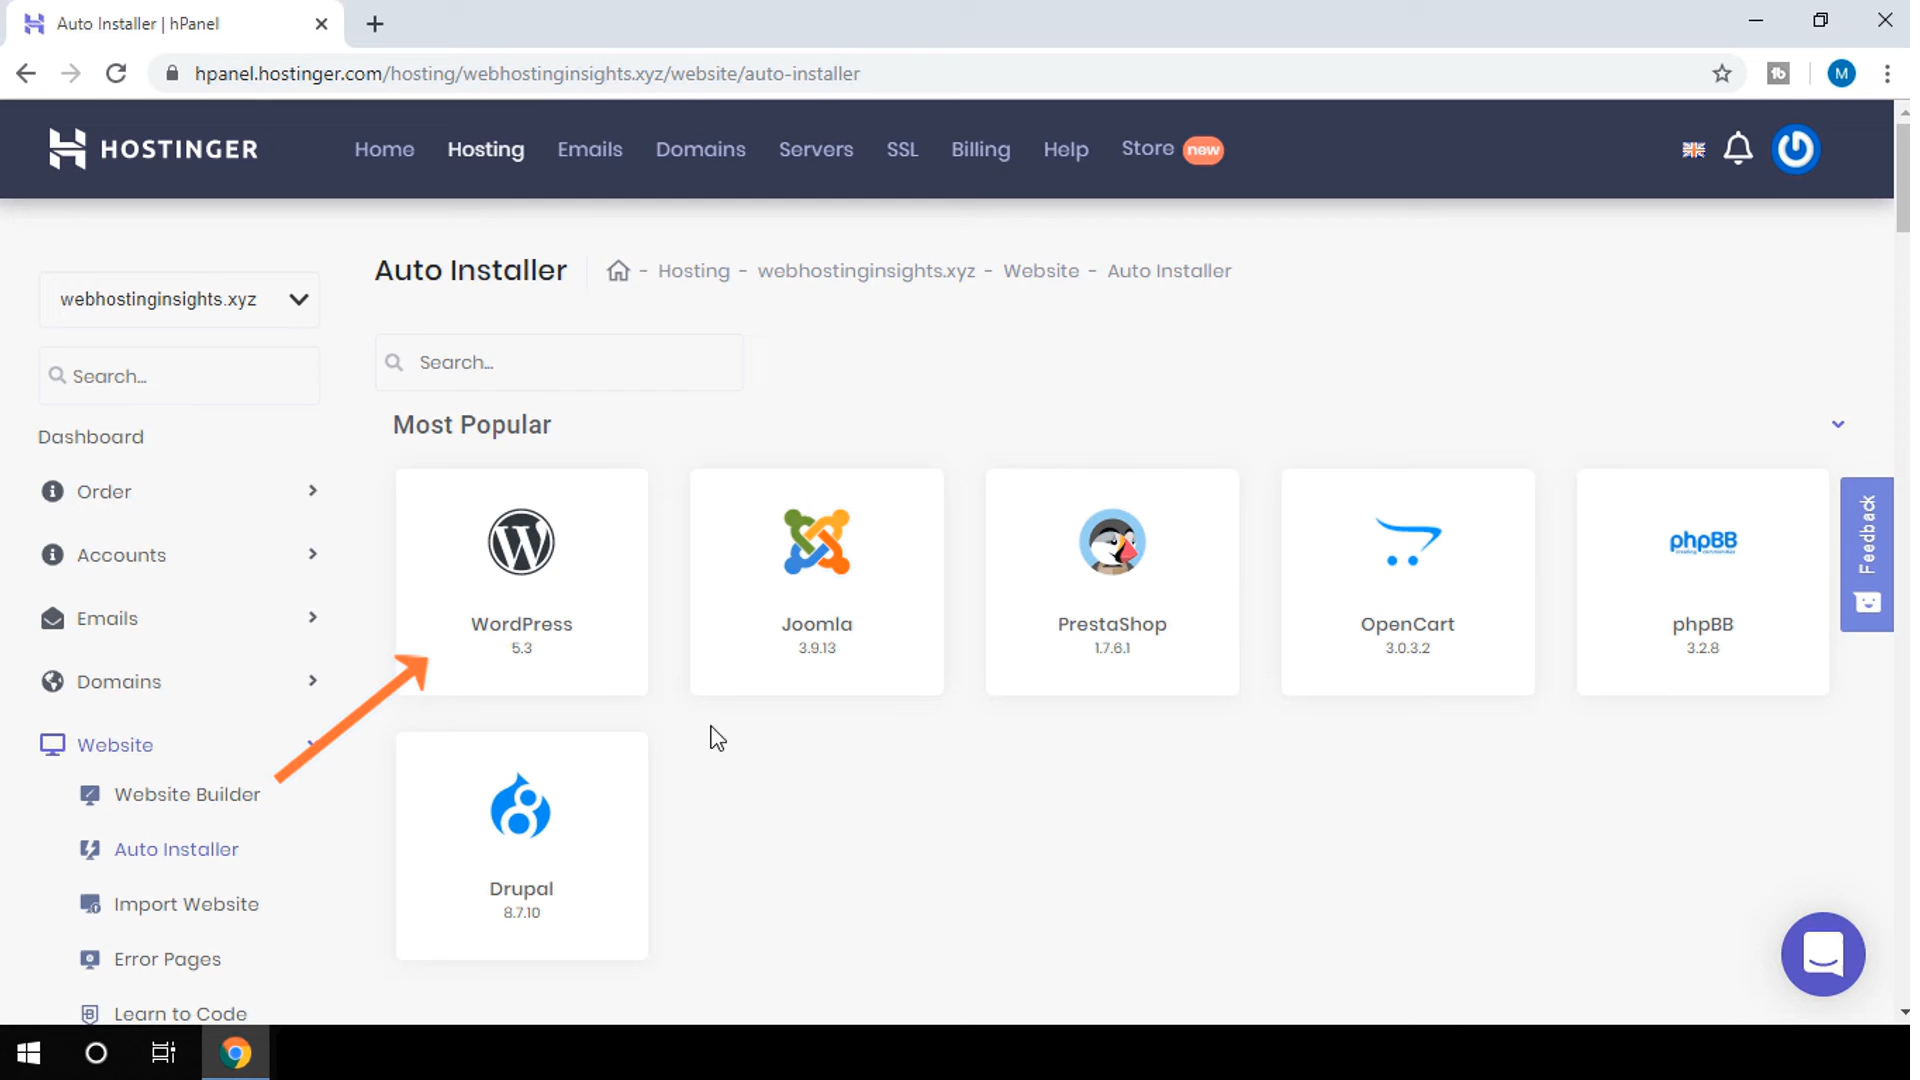 Auto Installer | hPanel
hpanel.hostinger.com/hosting/webhostinginsights.xyz/website/auto-installer
M
HOSTINGER
Home Hosting Emails Domains Servers SSL Billing Help Store new
Auto Installer
- Hosting - webhostinginsights.xyz - Website - Auto Installer
webhostinginsights.xyz
Search...
Dashboard
Order
Accounts
Emails
Domains
Website
Website Builder
Auto Installer
Import Website
Error Pages
Learn to Code
Search...
Most Popular
WordPress
5.3
Joomla
3.9.13
PrestaShop
1.7.6.1
OpenCart
3.0.3.2
phpBB
creating communities
phpBB
3.2.8
Drupal
8.7.10
Feedback